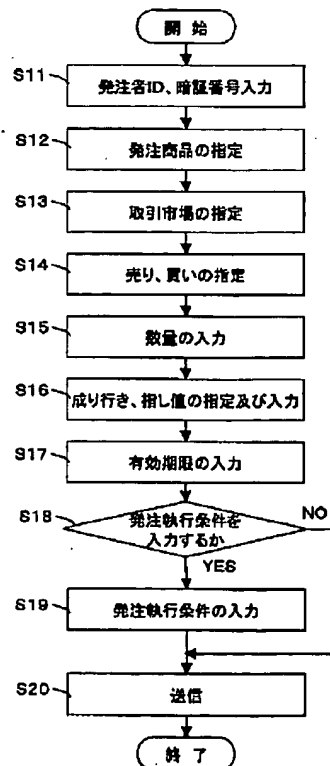 開始
S11
発注者ID、暗証番号入力
S12
発注商品の指定
S13
取引市場の指定
S14
売り、買いの指定
S15
数量の入力
S16
成り行き、指し値の指定及び入力
S17
有効期限の入力
S18
発注執行条件を
入力するか
NO
YES
S19
発注執行条件の入力
S20
送信
終了